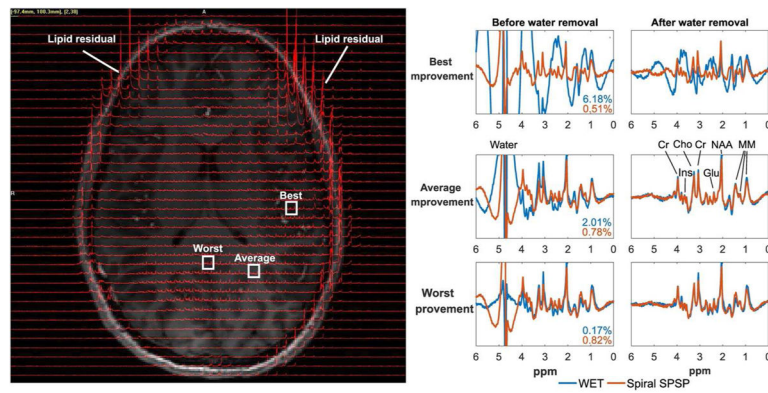 [-97.4mm, 100.3mm], [2,38]
A
Lipid residual
Lipid residual
R
Best
Worst
Average
Before water removal
After water removal
Best
mprovement
6.18%
0.51%
6 5 4 3 2 1 0
6 5 4 3 2 1 0
Water
Cr Cho Cr NAA MM
Ins Glu
Average
mprovement
2.01%
0.78%
6 5 4 3 2 1 0
6 5 4 3 2 1 0
Worst
provement
0.17%
0.82%
6 5 4 3 2 1 0
6 5 4 3 2 1 0
ppm
ppm
WET Spiral SPSP